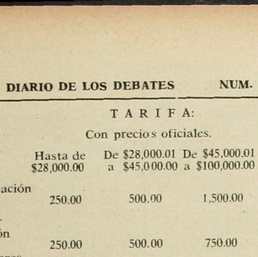 DIARIO DE LOS DEBATES NUM.
T A R I F A:
Con precios oficiales.
Hasta de De $28,000.01 De $45,000.01
$28,000.00 a $45,000.00 a $100,000.00
ación
250.00 500.00 1,500.00
ón
250.00 500.00 750.00